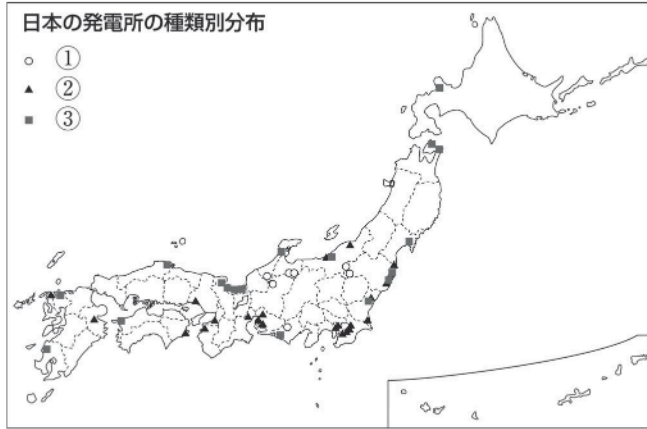 日本の発電所の種類別分布
○ ①
▲ ②
■ ③